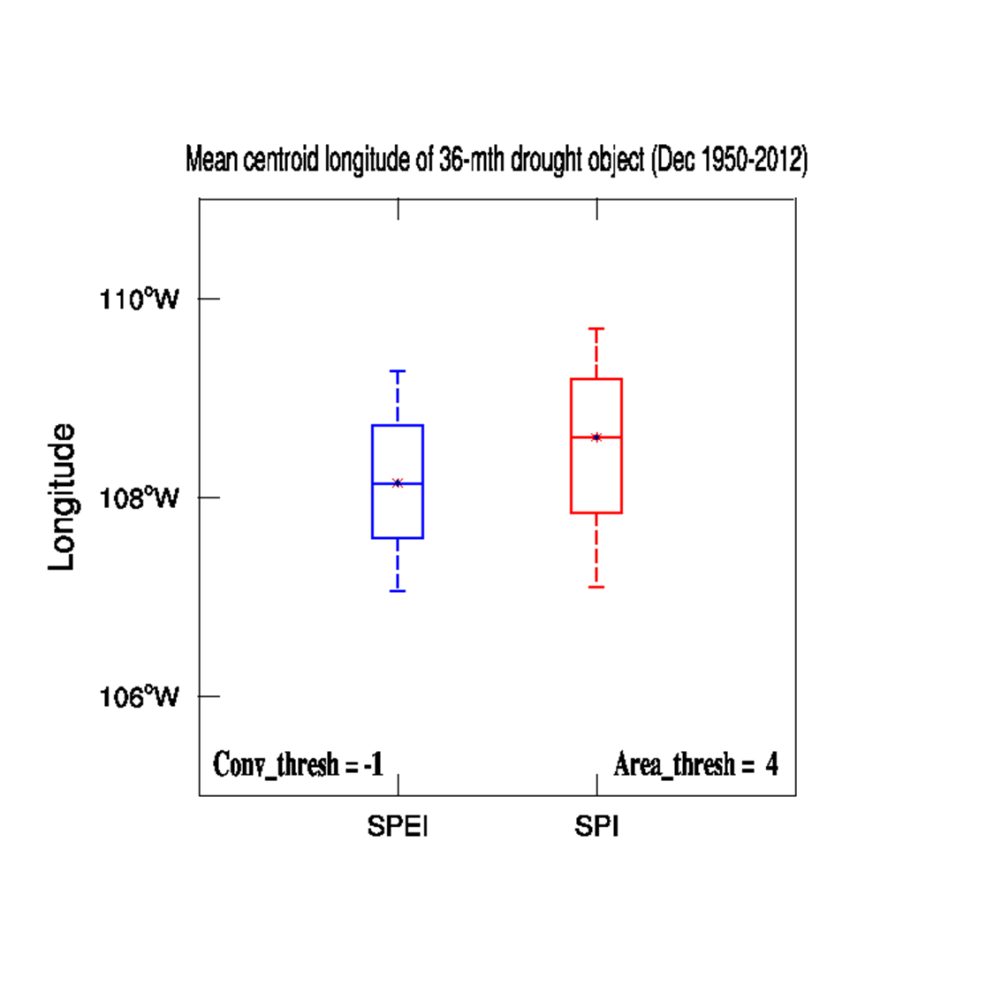 Mean centroid longitude of 36-mth drought object (Dec 1950-2012)
110°W
108°W
106°W
Longitude
Conv_thresh = -1
Area_thresh = 4
SPEI
SPI